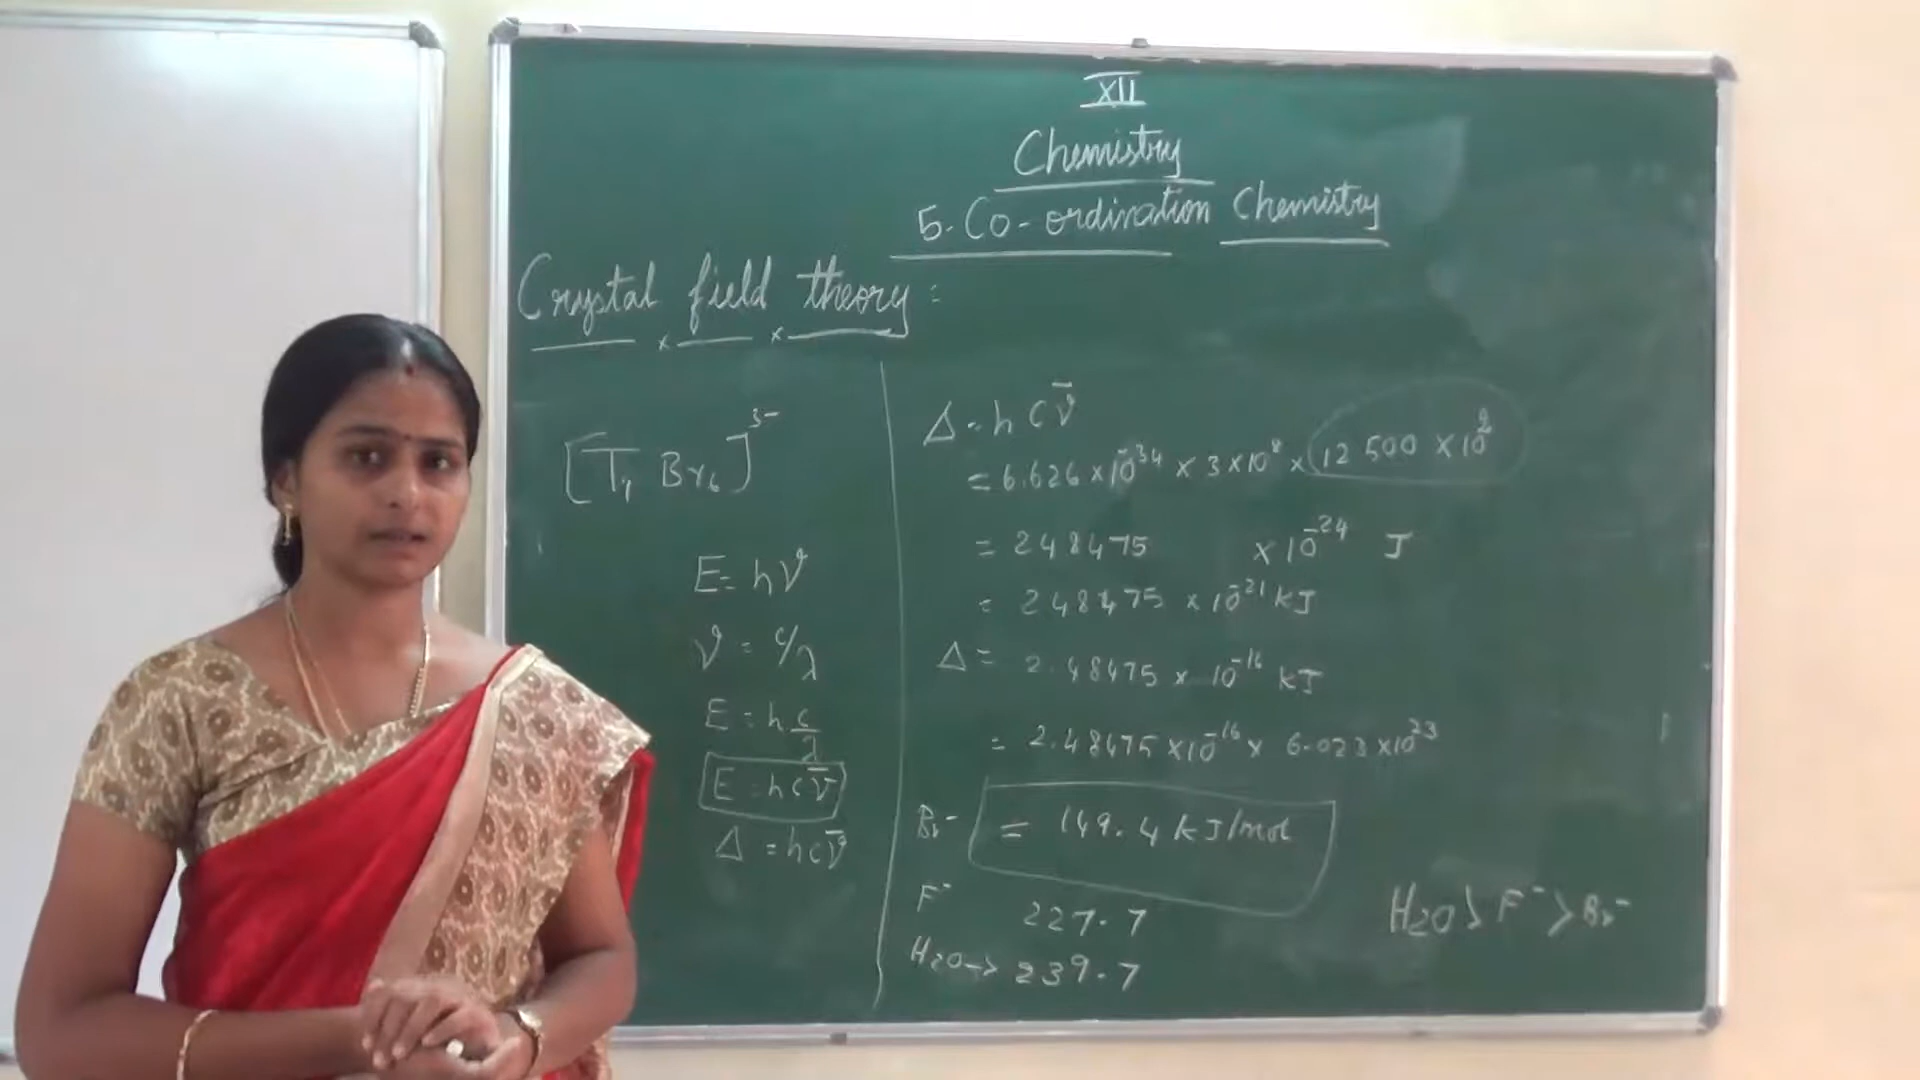 XII
Chemistry
5. Co-ordination Chemistry
Crystal field theory :
[Ti Br₆]³⁻
E = hν
ν = c/λ
E = h c/λ
E = hcν̄
Δ = hcν̄
Δ = h C ν̄
= 6.626 × 10⁻³⁴ × 3 × 10⁸ × 12 500 × 10²
= 248475 × 10⁻²⁴ J
= 248475 × 10⁻²¹ kJ
Δ = 2.48475 × 10⁻¹⁶ kJ
= 2.48475 × 10⁻¹⁶ × 6.023 × 10²³
Br⁻ = 149.4 kJ/mol
F⁻ 227.7
H₂O → 239.7
H₂O > F⁻ > Br⁻